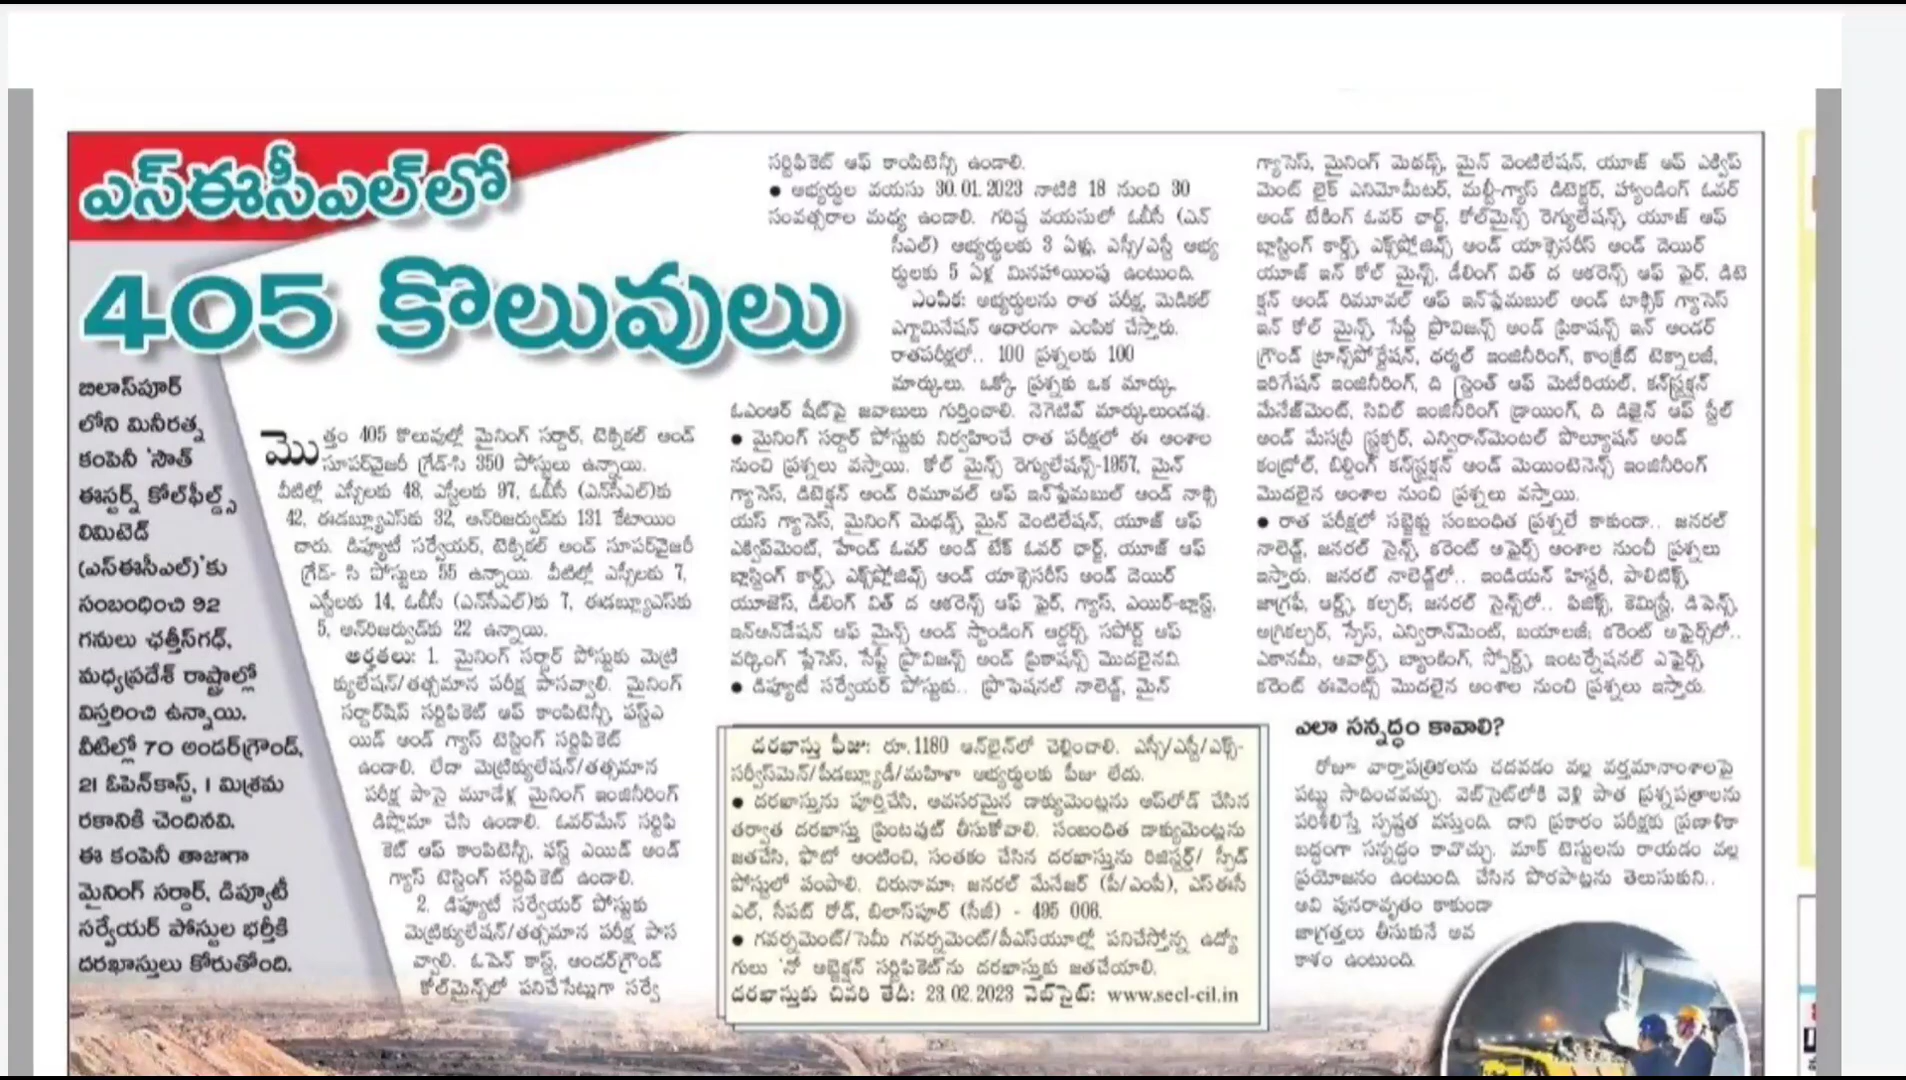 ఎస్ఈసీఎల్‌లో
405 కొలువులు
బిలాస్‌పూర్
లోని మినీరత్న
కంపెనీ 'సౌత్
ఈస్టర్న్ కోల్‌ఫీల్డ్స్
లిమిటెడ్
(ఎస్ఈసీఎల్)'కు
సంబంధించి 92
గనులు ఛత్తీస్‌గఢ్,
మధ్యప్రదేశ్ రాష్ట్రాల్లో
విస్తరించి ఉన్నాయి.
వీటిల్లో 70 అండర్‌గ్రౌండ్,
21 ఓపెన్‌కాస్ట్, 1 మిశ్రమ
రకానికి చెందినవి.
ఈ కంపెనీ తాజాగా
మైనింగ్ సర్దార్, డిప్యూటీ
సర్వేయర్ పోస్టుల భర్తీకి
దరఖాస్తులు కోరుతోంది.
మొత్తం 405 కొలువుల్లో మైనింగ్ సర్దార్, టెక్నికల్ అండ్
సూపర్‌వైజరీ గ్రేడ్-సి 350 పోస్టులు ఉన్నాయి.
వీటిల్లో ఎస్సీలకు 48, ఎస్టీలకు 97, ఓబీసీ (ఎన్‌సీఎల్)కు
42, ఈడబ్ల్యూఎస్‌కు 32, అన్‌రిజర్వుడ్‌కు 131 కేటాయిం
చారు. డిప్యూటీ సర్వేయర్, టెక్నికల్ అండ్ సూపర్‌వైజరీ
గ్రేడ్- సి పోస్టులు 55 ఉన్నాయి. వీటిల్లో ఎస్సీలకు 7,
ఎస్టీలకు 14, ఓబీసీ (ఎన్‌సీఎల్)కు 7, ఈడబ్ల్యూఎస్‌కు
5, అన్‌రిజర్వుడ్‌కు 22 ఉన్నాయి.
అర్హతలు: 1. మైనింగ్ సర్దార్ పోస్టుకు మెట్రి
క్యులేషన్/తత్సమాన పరీక్ష పాసవ్వాలి. మైనింగ్
సర్దార్‌షిప్ సర్టిఫికెట్ ఆఫ్ కాంపిటెన్సీ, ఫస్ట్ఎ
యిడ్ అండ్ గ్యాస్ టెస్టింగ్ సర్టిఫికెట్
ఉండాలి. లేదా మెట్రిక్యులేషన్/తత్సమాన
పరీక్ష పాసై మూడేళ్ల మైనింగ్ ఇంజినీరింగ్
డిప్లొమా చేసి ఉండాలి. ఓవర్‌మేన్ సర్టిఫి
కెట్ ఆఫ్ కాంపిటెన్సీ, ఫస్ట్ ఎయిడ్ అండ్
గ్యాస్ టెస్టింగ్ సర్టిఫికెట్ ఉండాలి.
2. డిప్యూటీ సర్వేయర్ పోస్టుకు
మెట్రిక్యులేషన్/తత్సమాన పరీక్ష పాస
వ్వాలి. ఓపెన్ కాస్ట్, అండర్‌గ్రౌండ్
కోల్‌మైన్స్‌లో పనిచేసేట్లుగా సర్వే
సర్టిఫికెట్ ఆఫ్ కాంపిటెన్సీ ఉండాలి.
● అభ్యర్థుల వయసు 30.01.2023 నాటికి 18 నుంచి 30
సంవత్సరాల మధ్య ఉండాలి. గరిష్ఠ వయసులో ఓబీసీ (ఎన్
సీఎల్) అభ్యర్థులకు 3 ఏళ్లు, ఎస్సీ/ఎస్టీ అభ్య
ర్థులకు 5 ఏళ్ల మినహాయింపు ఉంటుంది.
ఎంపిక: అభ్యర్థులను రాత పరీక్ష, మెడికల్
ఎగ్జామినేషన్ ఆధారంగా ఎంపిక చేస్తారు.
రాతపరీక్షలో.. 100 ప్రశ్నలకు 100
మార్కులు. ఒక్కో ప్రశ్నకు ఒక మార్కు
ఓఎంఆర్ షీట్‌పై జవాబులు గుర్తించాలి. నెగెటివ్ మార్కులుండవు.
● మైనింగ్ సర్దార్ పోస్టుకు నిర్వహించే రాత పరీక్షలో ఈ అంశాల
నుంచి ప్రశ్నలు వస్తాయి. కోల్ మైన్స్ రెగ్యులేషన్స్-1957, మైన్
గ్యాసెస్, డిటెక్షన్ అండ్ రిమూవల్ ఆఫ్ ఇన్‌ఫ్లేమబుల్ అండ్ నాక్సి
యస్ గ్యాసెస్, మైనింగ్ మెథడ్స్, మైన్ వెంటిలేషన్, యూజ్ ఆఫ్
ఎక్విప్‌మెంట్, హేండ్ ఓవర్ అండ్ టేక్ ఓవర్ ఛార్జ్, యూజ్ ఆఫ్
బ్లాస్టింగ్ కార్డ్స్, ఎక్స్‌ప్లోజివ్స్ అండ్ యాక్సెసరీస్ అండ్ దెయిర్
యూజెస్, డీలింగ్ విత్ ద అకరెన్స్ ఆఫ్ ఫైర్, గ్యాస్, ఎయిర్-బ్లాస్ట్,
ఇన్అన్‌డేషన్ ఆఫ్ మైన్స్ అండ్ స్టాండింగ్ ఆర్డర్స్, సపోర్ట్ ఆఫ్
వర్కింగ్ ప్లేసెస్, సేఫ్టీ ప్రొవిజన్స్ అండ్ ప్రికాషన్స్ మొదలైనవి.
● డిప్యూటీ సర్వేయర్ పోస్టుకు.. ప్రొఫెషనల్ నాలెడ్జ్, మైన్
దరఖాస్తు ఫీజు: రూ.1180 ఆన్‌లైన్‌లో చెల్లించాలి. ఎస్సీ/ఎస్టీ/ఎక్స్-
సర్వీస్‌మెన్/పీడబ్ల్యూడీ/మహిళా అభ్యర్థులకు ఫీజు లేదు.
● దరఖాస్తును పూర్తిచేసి, అవసరమైన డాక్యుమెంట్లను అప్‌లోడ్ చేసిన
తర్వాత దరఖాస్తు ప్రింటవుట్ తీసుకోవాలి. సంబంధిత డాక్యుమెంట్లను
జతచేసి, ఫొటో అంటించి, సంతకం చేసిన దరఖాస్తును రిజిస్టర్డ్/ స్పీడ్
పోస్టులో పంపాలి. చిరునామా: జనరల్ మేనేజర్ (పీ/ఎంపీ), ఎస్ఈసీ
ఎల్, సీపట్ రోడ్, బిలాస్‌పూర్ (సీజీ) - 495 006.
● గవర్నమెంట్/సెమీ గవర్నమెంట్/పీఎస్‌యూల్లో పనిచేస్తోన్న ఉద్యో
గులు 'నో అబ్జెక్షన్ సర్టిఫికెట్'ను దరఖాస్తుకు జతచేయాలి.
దరఖాస్తుకు చివరి తేదీ: 23.02.2023 వెబ్‌సైట్: www.secl-cil.in
గ్యాసెస్, మైనింగ్ మెథడ్స్, మైన్ వెంటిలేషన్, యూజ్ ఆఫ్ ఎక్విప్
మెంట్ లైక్ ఎనిమోమీటర్, మల్టీ-గ్యాస్ డిటెక్టర్, హ్యాండింగ్ ఓవర్
అండ్ టేకింగ్ ఓవర్ ఛార్జ్, కోల్‌మైన్స్ రెగ్యులేషన్స్, యూజ్ ఆఫ్
బ్లాస్టింగ్ కార్డ్స్, ఎక్స్‌ప్లోజివ్స్ అండ్ యాక్సెసరీస్ అండ్ దెయిర్
యూజ్ ఇన్ కోల్ మైన్స్, డీలింగ్ విత్ ద అకరెన్స్ ఆఫ్ ఫైర్, డిటె
క్షన్ అండ్ రిమూవల్ ఆఫ్ ఇన్‌ఫ్లేమబుల్ అండ్ టాక్సిక్ గ్యాసెస్
ఇన్ కోల్ మైన్స్, సేఫ్టీ ప్రొవిజన్స్ అండ్ ప్రికాషన్స్ ఇన్ అండర్
గ్రౌండ్ ట్రాన్స్‌పోర్టేషన్, థర్మల్ ఇంజినీరింగ్, కాంక్రీట్ టెక్నాలజీ,
ఇరిగేషన్ ఇంజినీరింగ్, ది స్ట్రెంత్ ఆఫ్ మెటీరియల్, కన్‌స్ట్రక్షన్
మేనేజ్‌మెంట్, సివిల్ ఇంజినీరింగ్ డ్రాయింగ్, ది డిజైన్ ఆఫ్ స్టీల్
అండ్ మేసన్రీ స్ట్రక్చర్, ఎన్విరాన్‌మెంటల్ పొల్యూషన్ అండ్
కంట్రోల్, బిల్డింగ్ కన్‌స్ట్రక్షన్ అండ్ మెయింటెనెన్స్ ఇంజినీరింగ్
మొదలైన అంశాల నుంచి ప్రశ్నలు వస్తాయి.
● రాత పరీక్షలో సబ్జెక్టు సంబంధిత ప్రశ్నలే కాకుండా.. జనరల్
నాలెడ్జ్, జనరల్ సైన్స్, కరెంట్ అఫైర్స్ అంశాల నుంచీ ప్రశ్నలు
ఇస్తారు. జనరల్ నాలెడ్జ్‌లో.. ఇండియన్ హిస్టరీ, పాలిటిక్స్,
జాగ్రఫీ, ఆర్ట్స్, కల్చర్; జనరల్ సైన్స్‌లో.. ఫిజిక్స్, కెమిస్ట్రీ, డిఫెన్స్,
అగ్రికల్చర్, స్పేస్, ఎన్విరాన్‌మెంట్, బయాలజీ; కరెంట్ అఫైర్స్‌లో..
ఎకానమీ, అవార్డ్స్, బ్యాంకింగ్, స్పోర్ట్స్, ఇంటర్నేషనల్ ఎఫైర్స్,
కరెంట్ ఈవెంట్స్ మొదలైన అంశాల నుంచి ప్రశ్నలు ఇస్తారు.
ఎలా సన్నద్ధం కావాలి?
రోజూ వార్తాపత్రికలను చదవడం వల్ల వర్తమానాంశాలపై
పట్టు సాధించవచ్చు. వెబ్‌సైట్‌లోకి వెళ్లి పాత ప్రశ్నపత్రాలను
పరిశీలిస్తే స్పష్టత వస్తుంది. దాని ప్రకారం పరీక్షకు ప్రణాళికా
బద్ధంగా సన్నద్ధం కావొచ్చు. మాక్ టెస్టులను రాయడం వల్ల
ప్రయోజనం ఉంటుంది. చేసిన పొరపాట్లను తెలుసుకుని..
అవి పునరావృతం కాకుండా
జాగ్రత్తలు తీసుకునే అవ
కాశం ఉంటుంది.